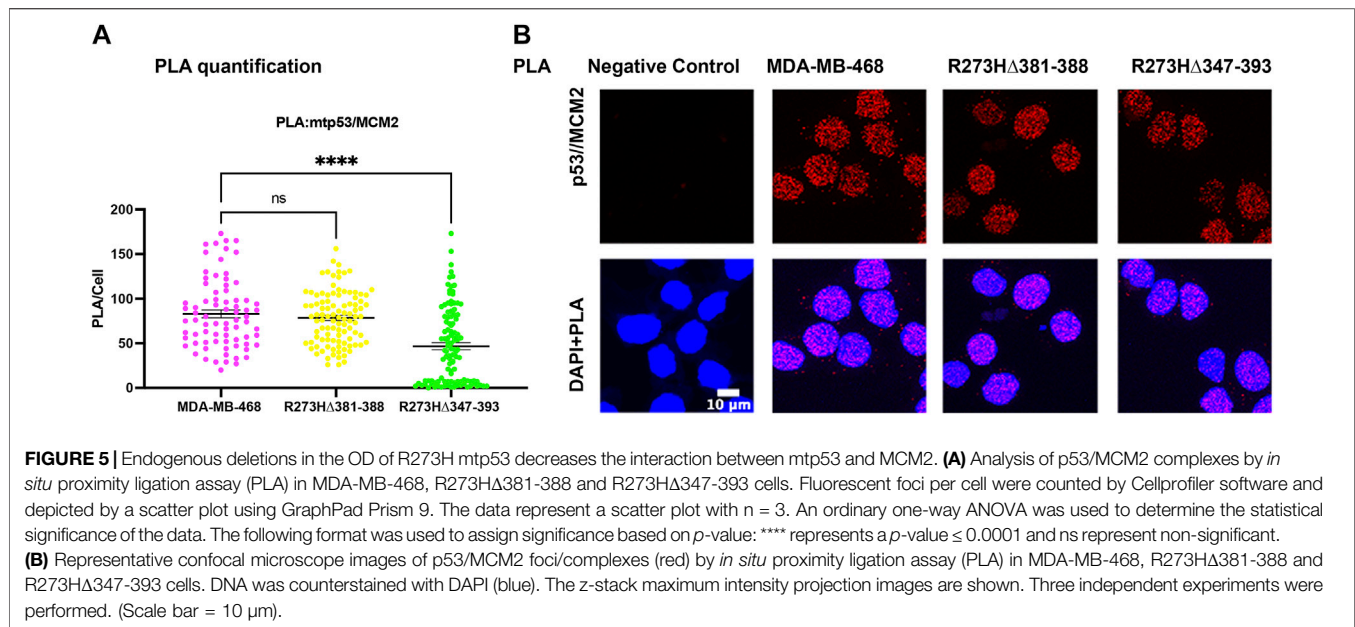 A
PLA quantification
PLA:mtp53/MCM2
****
ns
PLA/Cell
200
150
100
50
0
MDA-MB-468
R273HΔ381-388
R273HΔ347-393
B
PLA
Negative Control
MDA-MB-468
R273HΔ381-388
R273HΔ347-393
p53//MCM2
DAPI+PLA
10 μm
FIGURE 5 | Endogenous deletions in the OD of R273H mtp53 decreases the interaction between mtp53 and MCM2. (A) Analysis of p53/MCM2 complexes by in
situ proximity ligation assay (PLA) in MDA-MB-468, R273HΔ381-388 and R273HΔ347-393 cells. Fluorescent foci per cell were counted by Cellprofiler software and
depicted by a scatter plot using GraphPad Prism 9. The data represent a scatter plot with n = 3. An ordinary one-way ANOVA was used to determine the statistical
significance of the data. The following format was used to assign significance based on p-value: **** represents a p-value ≤ 0.0001 and ns represent non-significant.
(B) Representative confocal microscope images of p53/MCM2 foci/complexes (red) by in situ proximity ligation assay (PLA) in MDA-MB-468, R273HΔ381-388 and
R273HΔ347-393 cells. DNA was counterstained with DAPI (blue). The z-stack maximum intensity projection images are shown. Three independent experiments were
performed. (Scale bar = 10 μm).